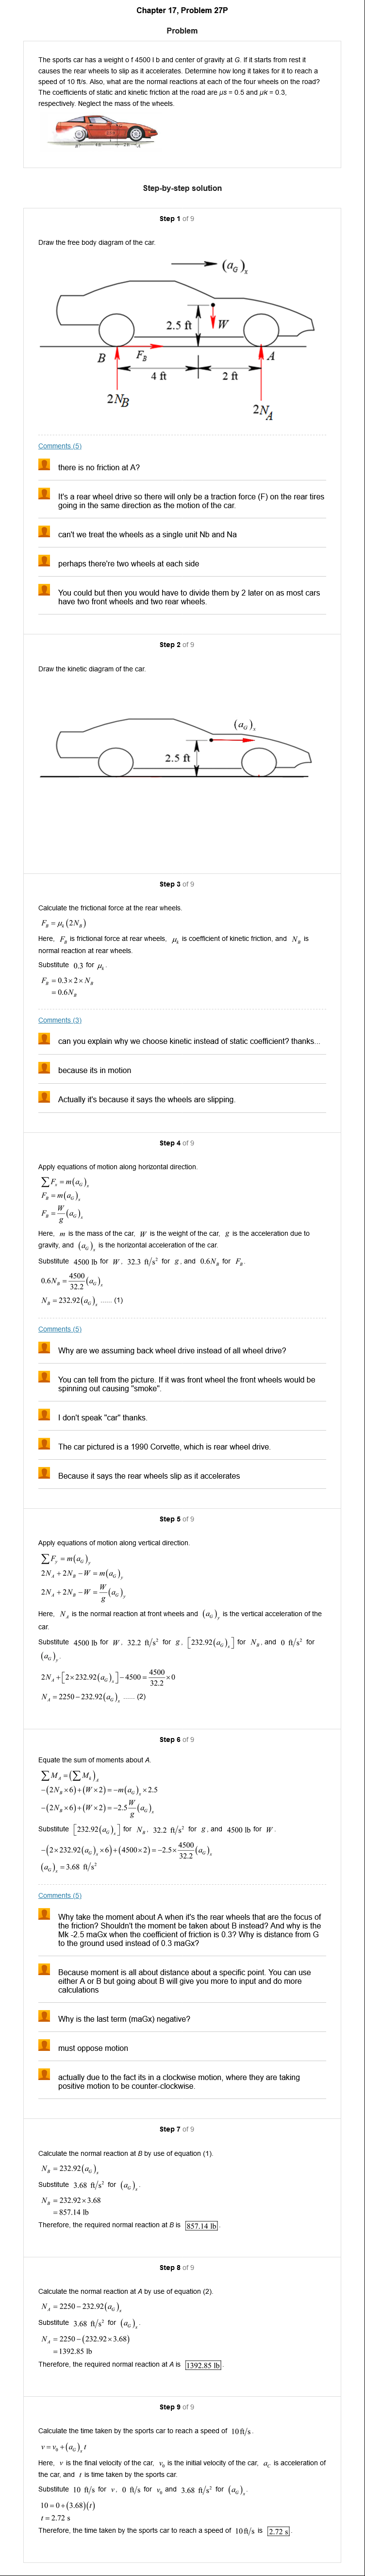 Chapter 17, Problem 27P
Problem
The sports car has a weight o f 4500 l b and center of gravity at G. If it starts from rest it
causes the rear wheels to slip as it accelerates. Determine how long it takes for it to reach a
speed of 10 ft/s. Also, what are the normal reactions at each of the four wheels on the road?
The coefficients of static and kinetic friction at the road are μs = 0.5 and μK = 0.3,
respectively. Neglect the mass of the wheels.
Step-by-step solution
Step 1 of 9
Draw the free body diagram of the car.
(a_G)_x
2.5 ft
W
B
F_B
A
4 ft
2 ft
2N_B
2N_A
Comments (5)
there is no friction at A?
It's a rear wheel drive so there will only be a traction force (F) on the rear tires
going in the same direction as the motion of the car.
can't we treat the wheels as a single unit Nb and Na
perhaps there're two wheels at each side
You could but then you would have to divide them by 2 later on as most cars
have two front wheels and two rear wheels.
Step 2 of 9
Draw the kinetic diagram of the car.
(a_G)_x
2.5 ft
Step 3 of 9
Calculate the frictional force at the rear wheels.
F_B = μ_k (2N_B)
Here, F_B is frictional force at rear wheels, μ_k is coefficient of kinetic friction, and N_B is
normal reaction at rear wheels.
Substitute 0.3 for μ_k.
F_B = 0.3×2×N_B
= 0.6N_B
Comments (3)
can you explain why we choose kinetic instead of static coefficient? thanks...
because its in motion
Actually it's because it says the wheels are slipping.
Step 4 of 9
Apply equations of motion along horizontal direction.
∑F_x = m(a_G)_x
F_B = m(a_G)_x
F_B = W/g (a_G)_x
Here, m is the mass of the car, W is the weight of the car, g is the acceleration due to
gravity, and (a_G)_x is the horizontal acceleration of the car.
Substitute 4500 lb for W, 32.3 ft/s² for g, and 0.6N_B for F_B.
0.6N_B = 4500/32.2 (a_G)_x
N_B = 232.92(a_G)_x ...... (1)
Comments (5)
Why are we assuming back wheel drive instead of all wheel drive?
You can tell from the picture. If it was front wheel the front wheels would be
spinning out causing "smoke".
I don't speak "car" thanks.
The car pictured is a 1990 Corvette, which is rear wheel drive.
Because it says the rear wheels slip as it accelerates
Step 5 of 9
Apply equations of motion along vertical direction.
∑F_y = m(a_G)_y
2N_A + 2N_B − W = m(a_G)_y
2N_A + 2N_B − W = W/g (a_G)_y
Here, N_A is the normal reaction at front wheels and (a_G)_y is the vertical acceleration of the
car.
Substitute 4500 lb for W, 32.2 ft/s² for g, [232.92(a_G)_x] for N_B, and 0 ft/s² for
(a_G)_y.
2N_A + [2×232.92(a_G)_x] − 4500 = 4500/32.2 × 0
N_A = 2250 − 232.92(a_G)_x ...... (2)
Step 6 of 9
Equate the sum of moments about A.
∑M_A = (∑M_k)_A
−(2N_B×6)+(W×2) = −m(a_G)_x × 2.5
−(2N_B×6)+(W×2) = −2.5 W/g (a_G)_x
Substitute [232.92(a_G)_x] for N_B, 32.2 ft/s² for g, and 4500 lb for W.
−(2×232.92(a_G)_x×6)+(4500×2) = −2.5× 4500/32.2 (a_G)_x
(a_G)_x = 3.68 ft/s²
Comments (5)
Why take the moment about A when it's the rear wheels that are the focus of
the friction? Shouldn't the moment be taken about B instead? And why is the
Mk -2.5 maGx when the coefficient of friction is 0.3? Why is distance from G
to the ground used instead of 0.3 maGx?
Because moment is all about distance about a specific point. You can use
either A or B but going about B will give you more to input and do more
calculations
Why is the last term (maGx) negative?
must oppose motion
actually due to the fact its in a clockwise motion, where they are taking
positive motion to be counter-clockwise.
Step 7 of 9
Calculate the normal reaction at B by use of equation (1).
N_B = 232.92(a_G)_x
Substitute 3.68 ft/s² for (a_G)_x.
N_B = 232.92×3.68
= 857.14 lb
Therefore, the required normal reaction at B is 857.14 lb.
Step 8 of 9
Calculate the normal reaction at A by use of equation (2).
N_A = 2250 − 232.92(a_G)_x
Substitute 3.68 ft/s² for (a_G)_x.
N_A = 2250 − (232.92×3.68)
= 1392.85 lb
Therefore, the required normal reaction at A is 1392.85 lb.
Step 9 of 9
Calculate the time taken by the sports car to reach a speed of 10 ft/s.
v = v_0 + (a_G)_x t
Here, v is the final velocity of the car, v_0 is the initial velocity of the car, a_G is acceleration of
the car, and t is time taken by the sports car.
Substitute 10 ft/s for v, 0 ft/s for v_0 and 3.68 ft/s² for (a_G)_x.
10 = 0 + (3.68)(t)
t = 2.72 s
Therefore, the time taken by the sports car to reach a speed of 10 ft/s is 2.72 s.